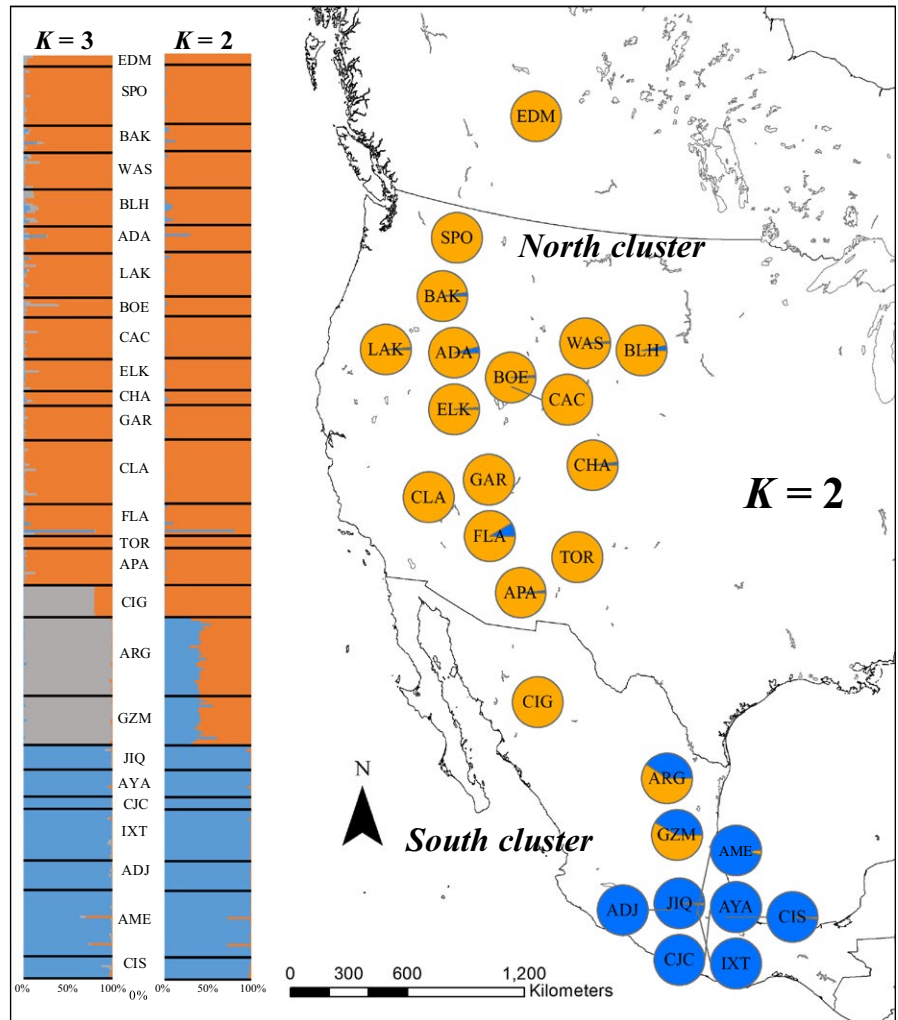 K = 3
K = 2
EDM
SPO
BAK
WAS
BLH
ADA
LAK
BOE
CAC
ELK
CHA
GAR
CLA
FLA
TOR
APA
CIG
ARG
GZM
JIQ
AYA
CJC
IXT
ADJ
AME
CIS
0%
50%
100%
0%
50%
100%
EDM
SPO
North cluster
BAK
LAK
ADA
WAS
BLH
BOE
CAC
ELK
CHA
GAR
CLA
K = 2
FLA
TOR
APA
CIG
N
ARG
South cluster
GZM
AME
ADJ
JIQ
AYA
CIS
CJC
IXT
0 300 600 1,200
Kilometers